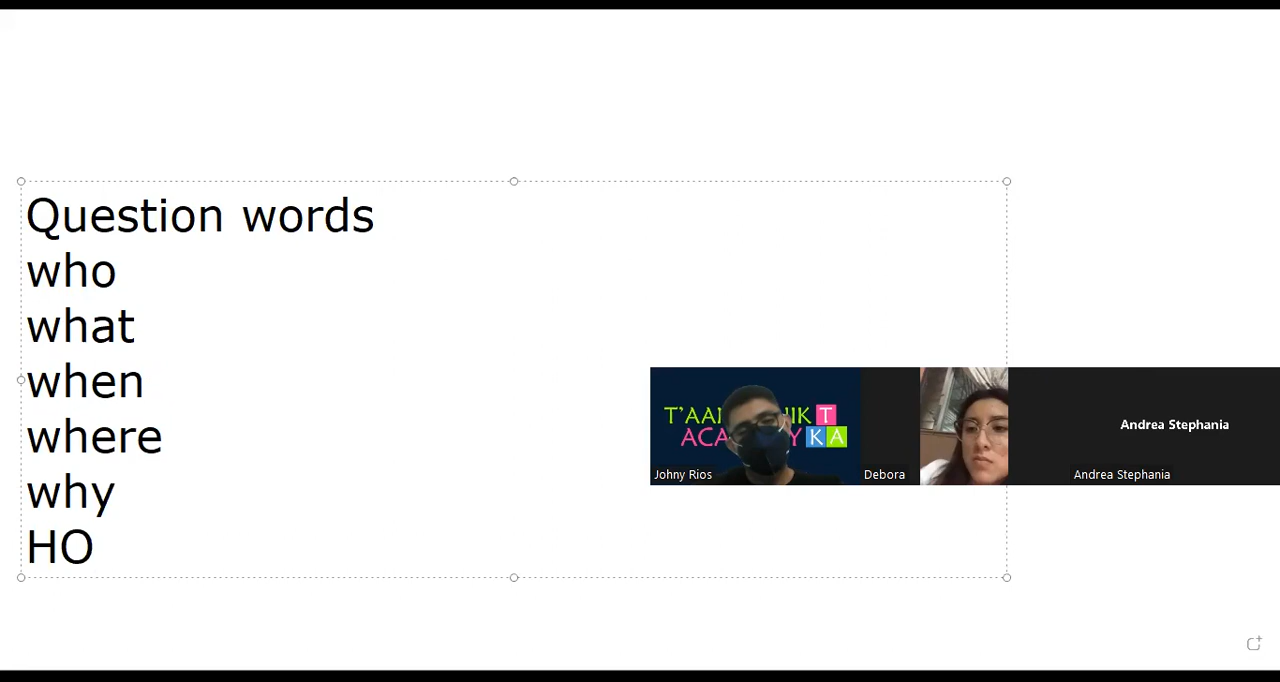 Question words
who
what
when
where
why
HO
T K A
Johny Rios
Debora
Andrea Stephania
Andrea Stephania